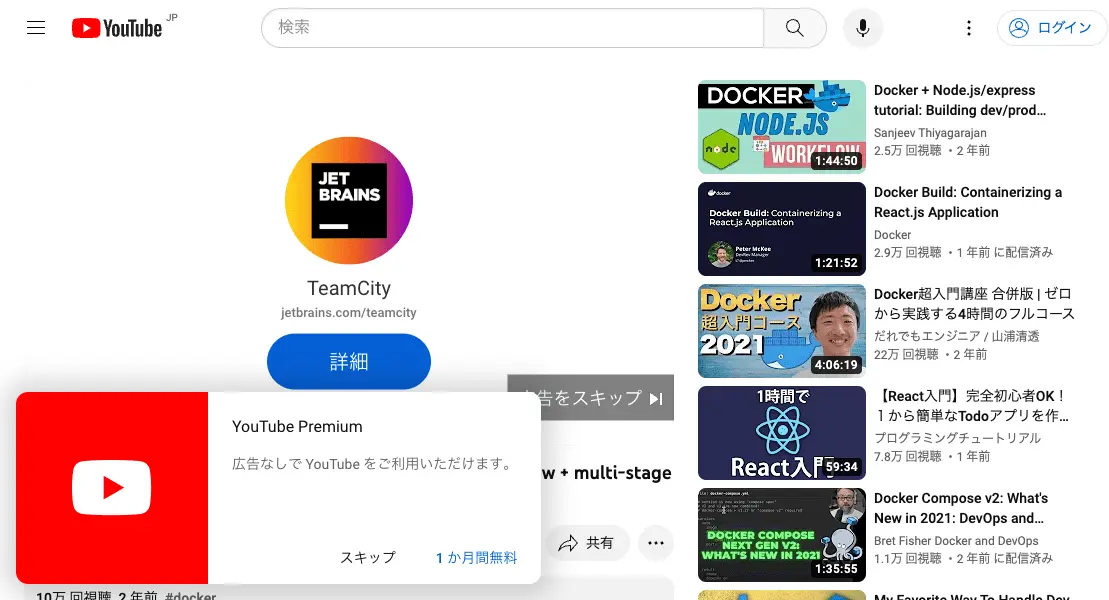 YouTube JP
検索
ログイン
JET
BRAINS
TeamCity
jetbrains.com/teamcity
詳細
告をスキップ
YouTube Premium
広告なしで YouTube をご利用いただけます。
スキップ
1 か月間無料
w + multi-stage
共有
10万 回視聴 2 年前 #docker
DOCKER
NODE.JS
node
WORKFLOW
1:44:50
Docker + Node.js/express
tutorial: Building dev/prod…
Sanjeev Thiyagarajan
2.5万 回視聴 ・2 年前
docker
Docker Build: Containerizing a
React.js Application
Peter McKee
1:21:52
Docker Build: Containerizing a
React.js Application
Docker
2.9万 回視聴 ・1 年前 に配信済み
Docker
超入門コース
2021
4:06:19
Docker超入門講座 合併版 | ゼロ
から実践する4時間のフルコース
だれでもエンジニア / 山浦清透
22万 回視聴 ・2 年前
1時間で
React入門
59:34
【React入門】完全初心者OK！
１から簡単なTodoアプリを作…
プログラミングチュートリアル
7.8万 回視聴 ・1 年前
DOCKER COMPOSE
NEXT GEN V2:
WHAT'S NEW IN 2021
1:35:55
Docker Compose v2: What's
New in 2021: DevOps and…
Bret Fisher Docker and DevOps
1.1万 回視聴 ・2 年前 に配信済み
My Favorite Way To Handle Dev